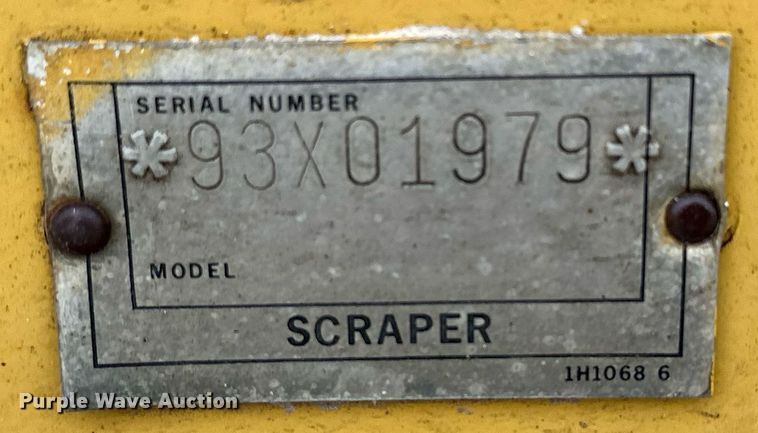 SERIAL NUMBER
*93X01979*
MODEL
SCRAPER
1H1068 6
Purple Wave Auction